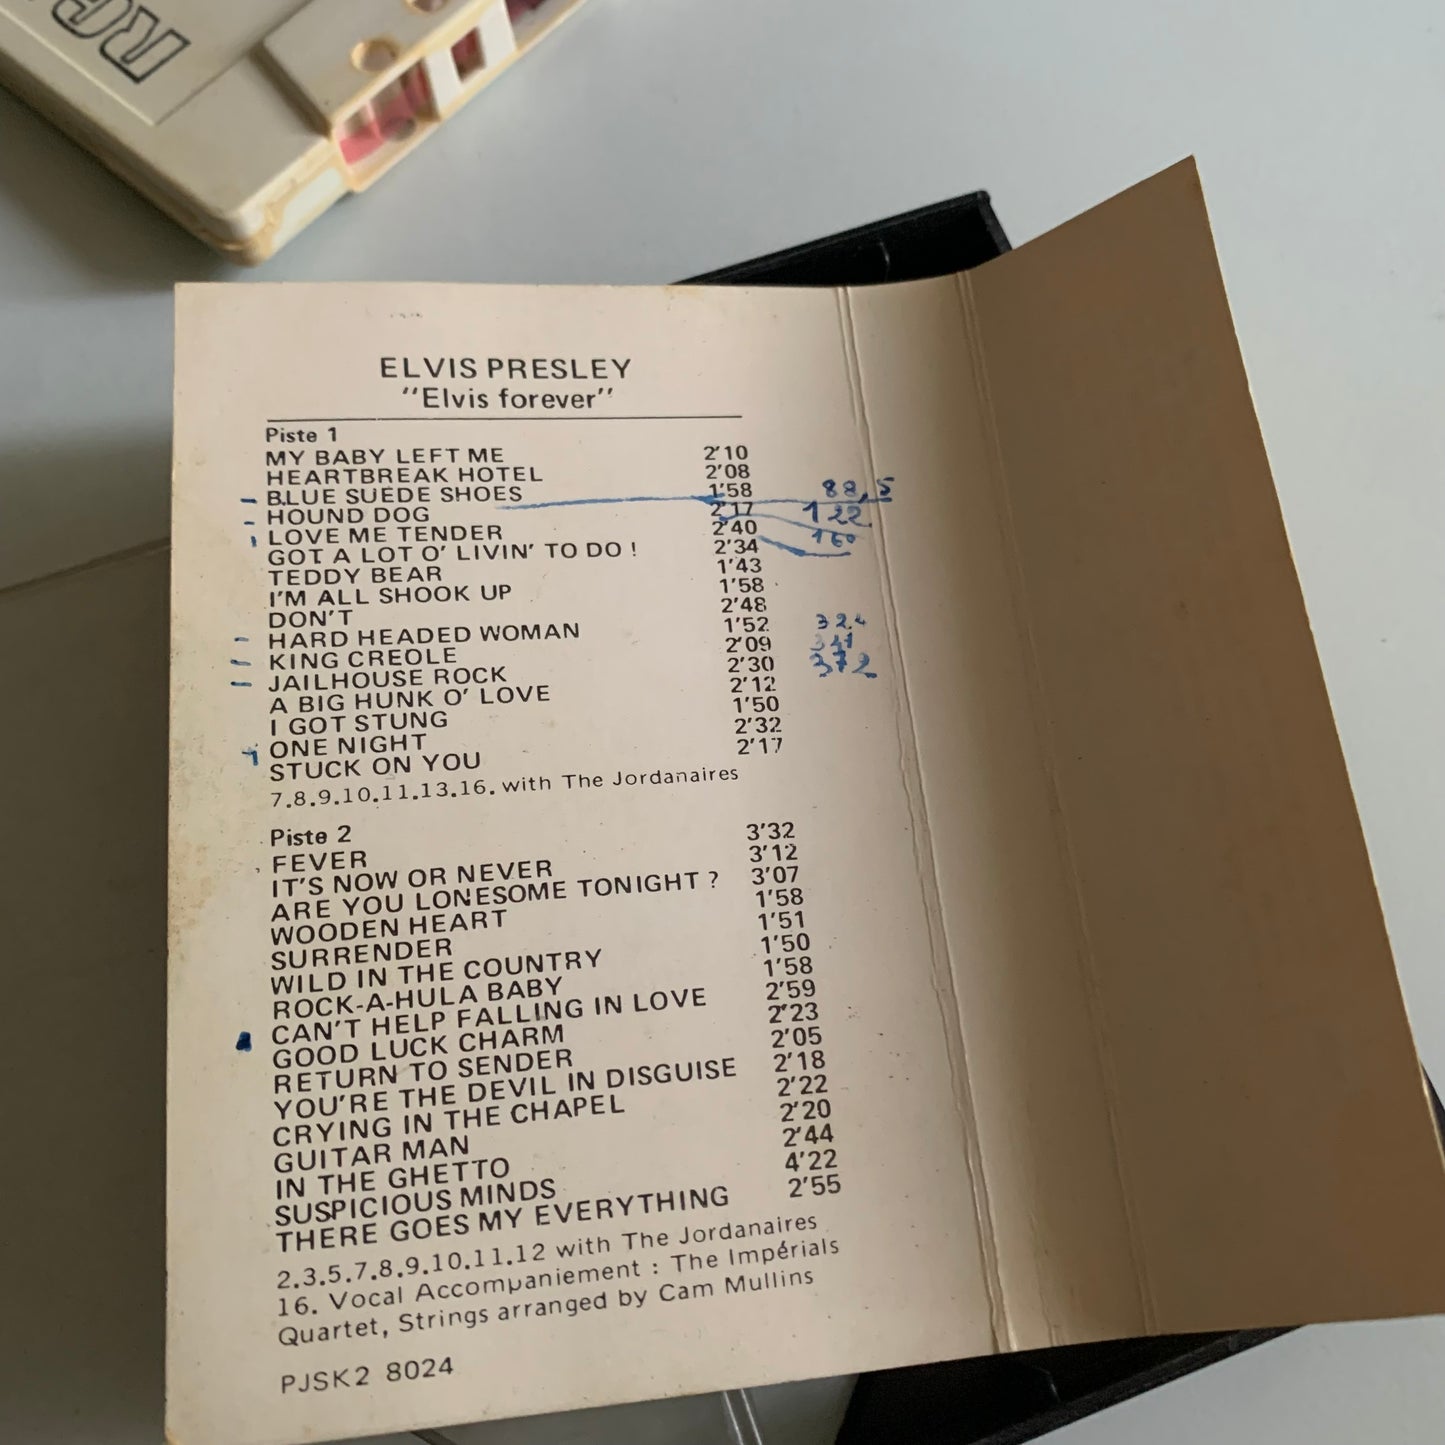 RC
ELVIS PRESLEY
"Elvis forever"
Piste 1
MY BABY LEFT ME 2'10
HEARTBREAK HOTEL 2'08
BLUE SUEDE SHOES 1'58 88,5
HOUND DOG 2'17 122
LOVE ME TENDER 2'40 160
GOT A LOT O' LIVIN' TO DO ! 2'34
TEDDY BEAR 1'43
I'M ALL SHOOK UP 1'58
DON'T 2'48
HARD HEADED WOMAN 1'52 324
KING CREOLE 2'09
JAILHOUSE ROCK 2'30 372
A BIG HUNK O' LOVE 2'12
I GOT STUNG 1'50
ONE NIGHT 2'32
STUCK ON YOU 2'17
7.8.9.10.11.13.16. with The Jordanaires
Piste 2
FEVER 3'32
IT'S NOW OR NEVER 3'12
ARE YOU LONESOME TONIGHT ? 3'07
WOODEN HEART 1'58
SURRENDER 1'51
WILD IN THE COUNTRY 1'50
ROCK-A-HULA BABY 1'58
CAN'T HELP FALLING IN LOVE 2'59
GOOD LUCK CHARM 2'23
RETURN TO SENDER 2'05
YOU'RE THE DEVIL IN DISGUISE 2'18
CRYING IN THE CHAPEL 2'22
GUITAR MAN 2'20
IN THE GHETTO 2'44
SUSPICIOUS MINDS 4'22
THERE GOES MY EVERYTHING 2'55
2.3.5.7.8.9.10.11.12 with The Jordanaires
16. Vocal Accompaniement : The Impérials
Quartet, Strings arranged by Cam Mullins
PJSK2 8024